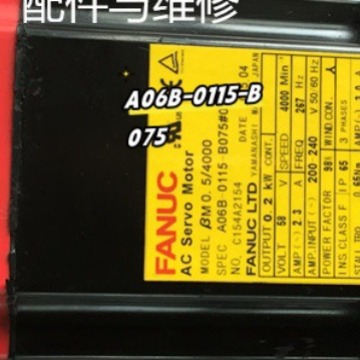 配件与维修
A06B-0115-B
075
FANUC
AC Servo Motor
MODEL βM0.5/4000
SPEC A06B-0115-B075#0
NO. C154A2154 DATE 04
FANUC LTD YAMANASHI JAPAN
OUTPUT 0.2 kW CONT.
VOLT 58 V SPEED 4000 Min⁻¹
AMP(~) 2.3 A FREQ 267 Hz
AMP.INPUT(~) 200-240 V 50/60 Hz
POWER FACTOR 98% WIND.CON.
INS.CLASS F IP 65 3 PHASES